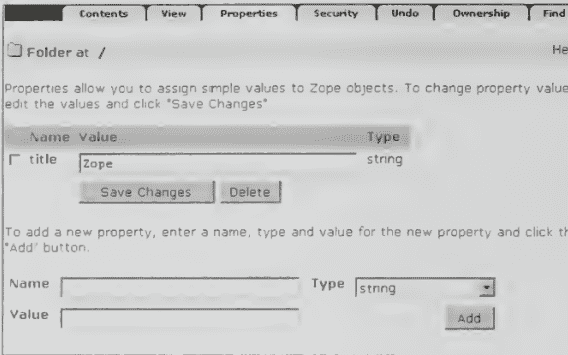 Contents View Properties Security Undo Ownership Find
Folder at /
He
Properties allow you to assign simple values to Zope objects. To change property value
edit the values and click "Save Changes"
Name Value Type
title Zope string
Save Changes Delete
To add a new property, enter a name, type and value for the new property and click th
"Add" button.
Name Type string
Value Add